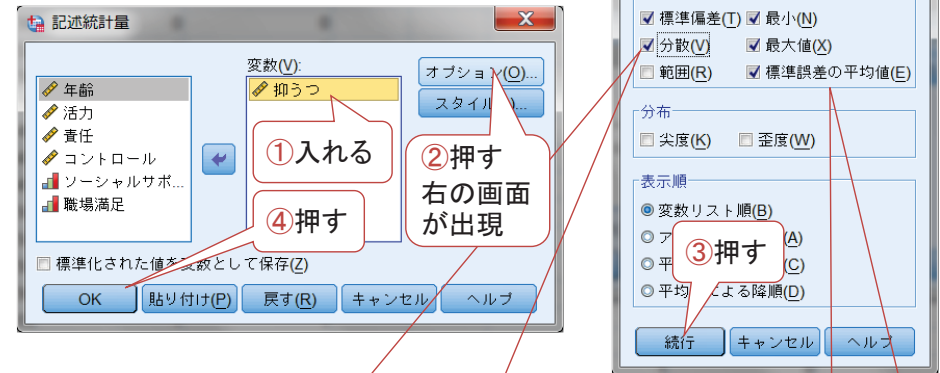 記述統計量
変数(V):
年齢
活力
責任
コントロール
ソーシャルサポ...
職場満足
抑うつ
オプション(O)...
①入れる
②押す
右の画面
が出現
④押す
標準化された値を変数として保存(Z)
OK
貼り付け(P)
戻す(R)
キャンセル
ヘルプ
標準偏差(T)
最小(N)
分散(V)
最大値(X)
範囲(R)
標準誤差の平均値(E)
分布
尖度(K)
歪度(W)
表示順
変数リスト順(B)
(A)
(C)
による降順(D)
③押す
続行
キャンセル
ヘルプ